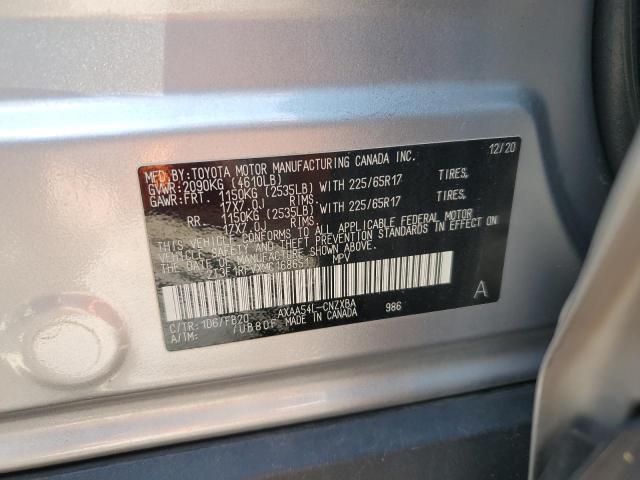 MFD.BY:TOYOTA MOTOR MANUFACTURING CANADA INC. 12/20
GVWR:2090KG (4610LB)
GAWR:FRT. 1150KG (2535LB) WITH 225/65R17 TIRES,
17X7.0J RIMS.
RR. 1150KG (2535LB) WITH 225/65R17 TIRES,
17X7.0J RIMS.
THIS VEHICLE CONFORMS TO ALL APPLICABLE FEDERAL MOTOR
VEHICLE SAFETY AND THEFT PREVENTION STANDARDS IN EFFECT
ON THE DATE OF MANUFACTURE SHOWN ABOVE.
MPV
AXAA54L-CNZXBA 986 A
C/TR: 1D6/FB20
A/TM: /UB80F MADE IN CANADA